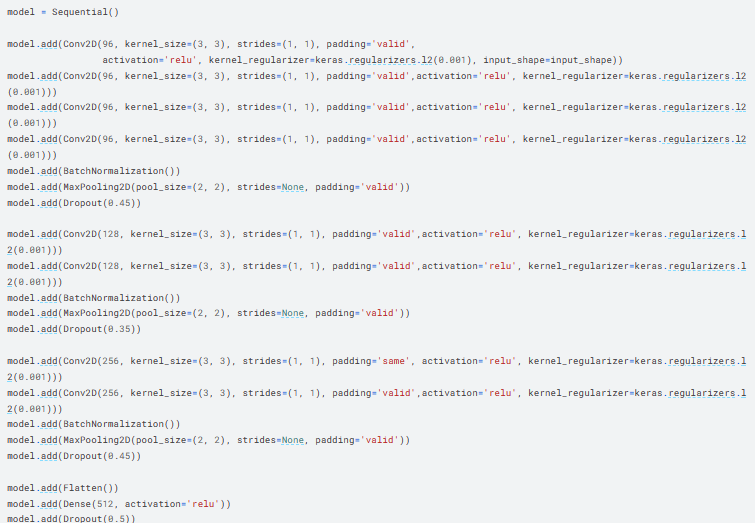 model = Sequential()
model.add(Conv2D(96, kernel_size=(3, 3), strides=(1, 1), padding='valid',
activation='relu', kernel_regularizer=keras.regularizers.l2(0.001), input_shape=input_shape))
model.add(Conv2D(96, kernel_size=(3, 3), strides=(1, 1), padding='valid',activation='relu', kernel_regularizer=keras.regularizers.l2
(0.001)))
model.add(Conv2D(96, kernel_size=(3, 3), strides=(1, 1), padding='valid',activation='relu', kernel_regularizer=keras.regularizers.l2
(0.001)))
model.add(Conv2D(96, kernel_size=(3, 3), strides=(1, 1), padding='valid',activation='relu', kernel_regularizer=keras.regularizers.l2
(0.001)))
model.add(BatchNormalization())
model.add(MaxPooling2D(pool_size=(2, 2), strides=None, padding='valid'))
model.add(Dropout(0.45))
model.add(Conv2D(128, kernel_size=(3, 3), strides=(1, 1), padding='valid',activation='relu', kernel_regularizer=keras.regularizers.l
2(0.001)))
model.add(Conv2D(128, kernel_size=(3, 3), strides=(1, 1), padding='valid',activation='relu', kernel_regularizer=keras.regularizers.l
2(0.001)))
model.add(BatchNormalization())
model.add(MaxPooling2D(pool_size=(2, 2), strides=None, padding='valid'))
model.add(Dropout(0.35))
model.add(Conv2D(256, kernel_size=(3, 3), strides=(1, 1), padding='same', activation='relu', kernel_regularizer=keras.regularizers.l
2(0.001)))
model.add(Conv2D(256, kernel_size=(3, 3), strides=(1, 1), padding='valid',activation='relu', kernel_regularizer=keras.regularizers.l
2(0.001)))
model.add(BatchNormalization())
model.add(MaxPooling2D(pool_size=(2, 2), strides=None, padding='valid'))
model.add(Dropout(0.45))
model.add(Flatten())
model.add(Dense(512, activation='relu'))
model.add(Dropout(0.5))